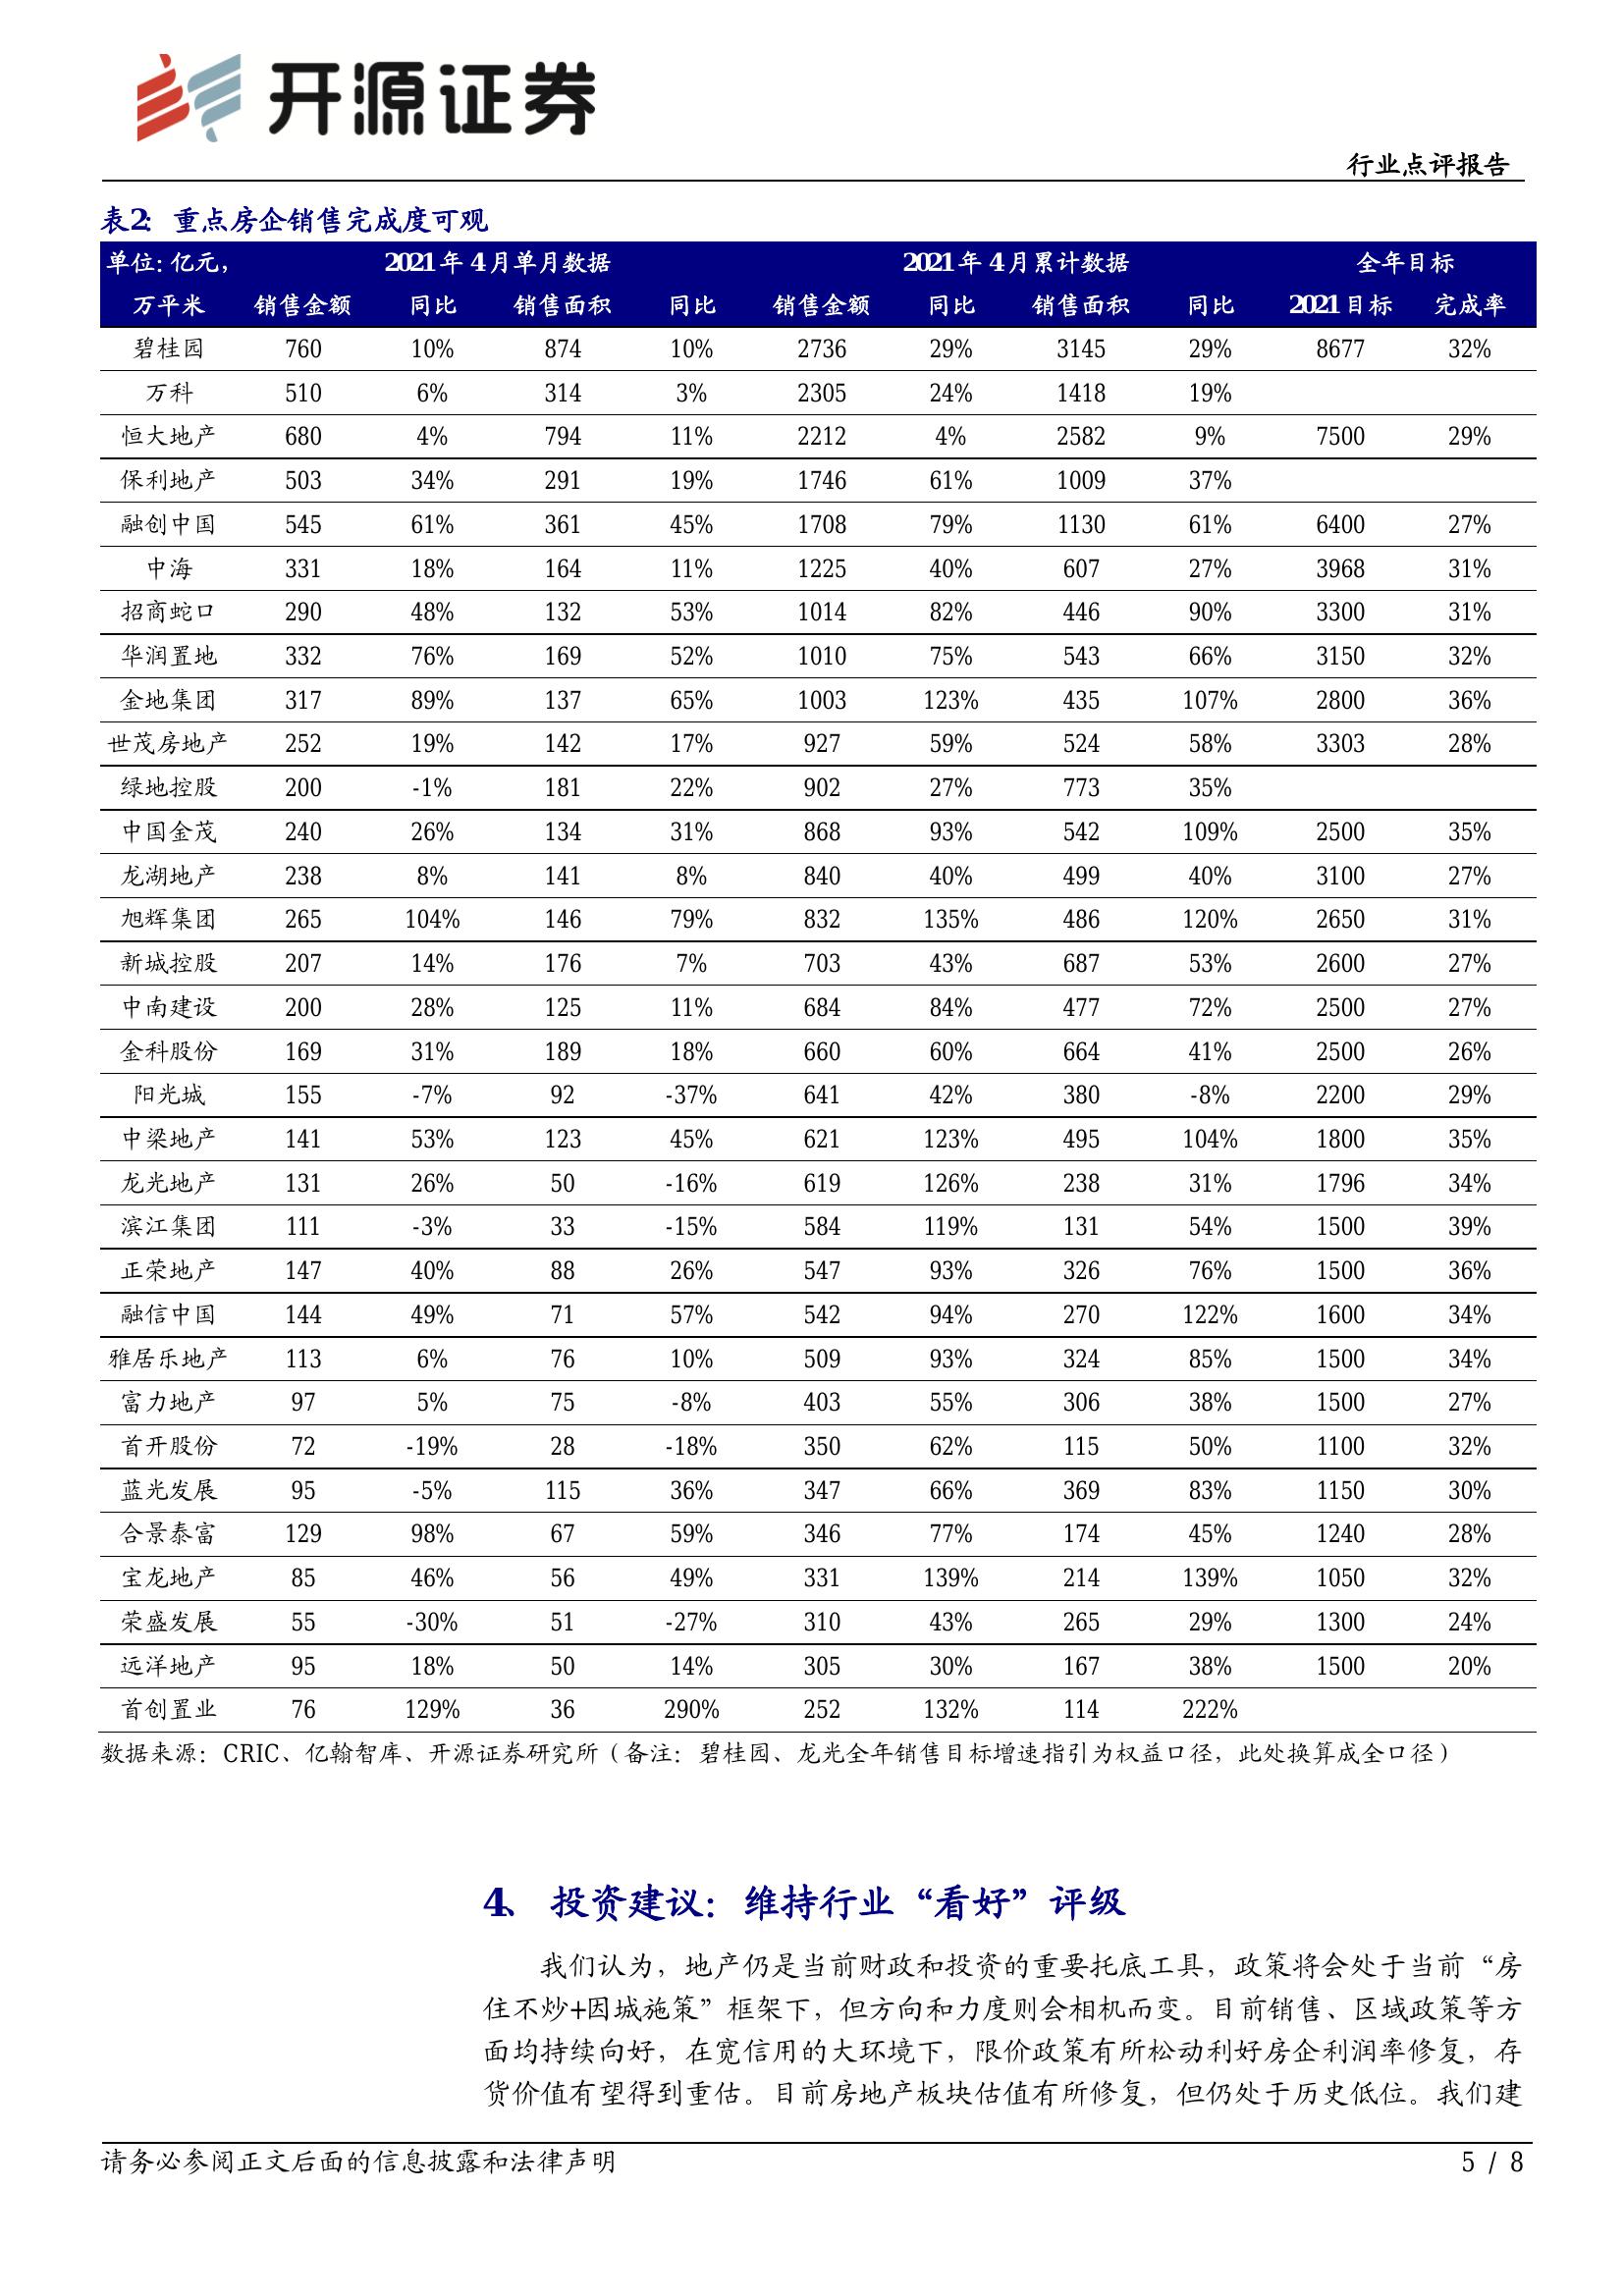 开源证券
行业点评报告
表2：重点房企销售完成度可观
单位：亿元， 2021 年 4 月单月数据 2021 年 4 月累计数据 全年目标
万平米 销售金额 同比 销售面积 同比 销售金额 同比 销售面积 同比 2021 目标 完成率
碧桂园 760 10% 874 10% 2736 29% 3145 29% 8677 32%
万科 510 6% 314 3% 2305 24% 1418 19%
恒大地产 680 4% 794 11% 2212 4% 2582 9% 7500 29%
保利地产 503 34% 291 19% 1746 61% 1009 37%
融创中国 545 61% 361 45% 1708 79% 1130 61% 6400 27%
中海 331 18% 164 11% 1225 40% 607 27% 3968 31%
招商蛇口 290 48% 132 53% 1014 82% 446 90% 3300 31%
华润置地 332 76% 169 52% 1010 75% 543 66% 3150 32%
金地集团 317 89% 137 65% 1003 123% 435 107% 2800 36%
世茂房地产 252 19% 142 17% 927 59% 524 58% 3303 28%
绿地控股 200 -1% 181 22% 902 27% 773 35%
中国金茂 240 26% 134 31% 868 93% 542 109% 2500 35%
龙湖地产 238 8% 141 8% 840 40% 499 40% 3100 27%
旭辉集团 265 104% 146 79% 832 135% 486 120% 2650 31%
新城控股 207 14% 176 7% 703 43% 687 53% 2600 27%
中南建设 200 28% 125 11% 684 84% 477 72% 2500 27%
金科股份 169 31% 189 18% 660 60% 664 41% 2500 26%
阳光城 155 -7% 92 -37% 641 42% 380 -8% 2200 29%
中梁地产 141 53% 123 45% 621 123% 495 104% 1800 35%
龙光地产 131 26% 50 -16% 619 126% 238 31% 1796 34%
滨江集团 111 -3% 33 -15% 584 119% 131 54% 1500 39%
正荣地产 147 40% 88 26% 547 93% 326 76% 1500 36%
融信中国 144 49% 71 57% 542 94% 270 122% 1600 34%
雅居乐地产 113 6% 76 10% 509 93% 324 85% 1500 34%
富力地产 97 5% 75 -8% 403 55% 306 38% 1500 27%
首开股份 72 -19% 28 -18% 350 62% 115 50% 1100 32%
蓝光发展 95 -5% 115 36% 347 66% 369 83% 1150 30%
合景泰富 129 98% 67 59% 346 77% 174 45% 1240 28%
宝龙地产 85 46% 56 49% 331 139% 214 139% 1050 32%
荣盛发展 55 -30% 51 -27% 310 43% 265 29% 1300 24%
远洋地产 95 18% 50 14% 305 30% 167 38% 1500 20%
首创置业 76 129% 36 290% 252 132% 114 222%
数据来源：CRIC、亿翰智库、开源证券研究所（备注：碧桂园、龙光全年销售目标增速指引为权益口径，此处换算成全口径）
4、 投资建议：维持行业“看好”评级
我们认为，地产仍是当前财政和投资的重要托底工具，政策将会处于当前“房
住不炒+因城施策”框架下，但方向和力度则会相机而变。目前销售、区域政策等方
面均持续向好，在宽信用的大环境下，限价政策有所松动利好房企利润率修复，存
货价值有望得到重估。目前房地产板块估值有所修复，但仍处于历史低位。我们建
请务必参阅正文后面的信息披露和法律声明 5 / 8